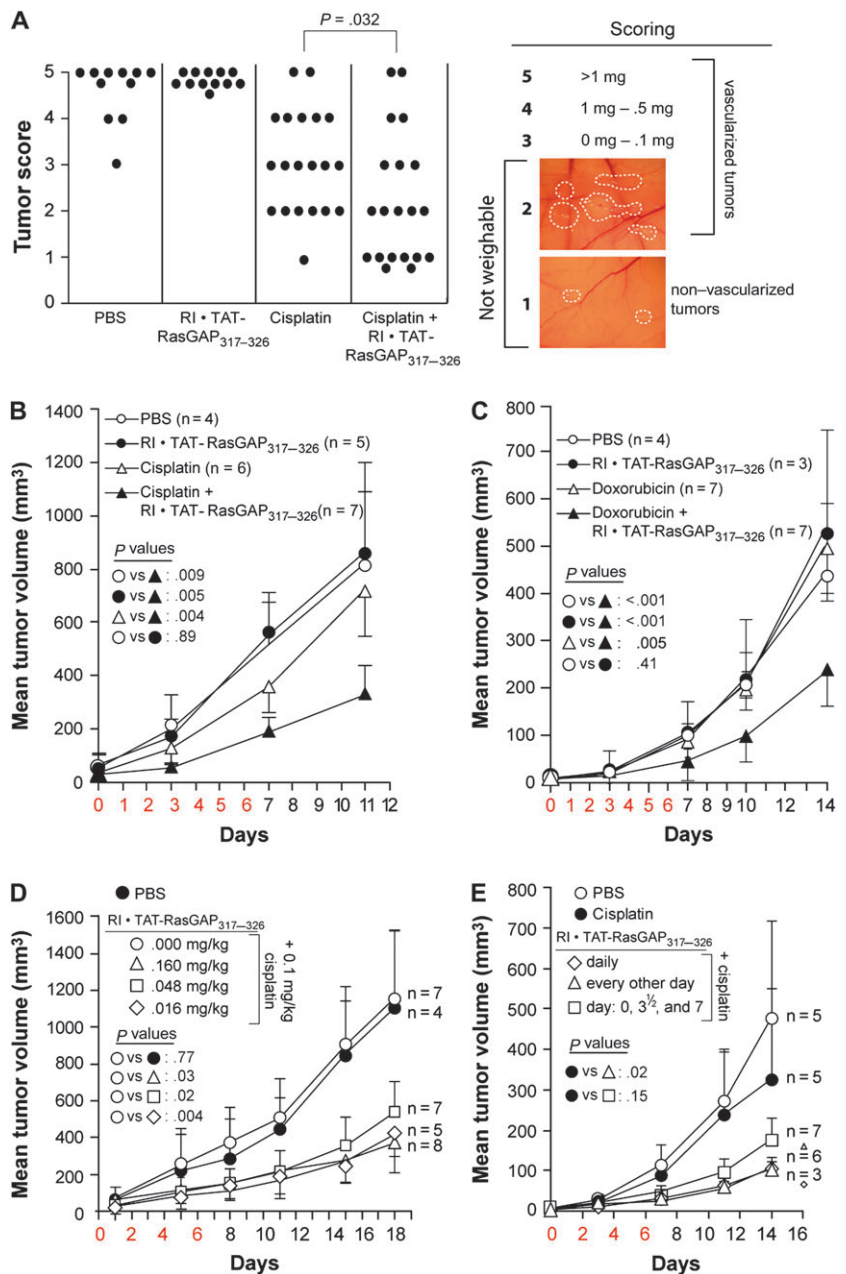 A
P = .032
Tumor score
5
4
3
2
1
0
PBS
RI • TAT-
RasGAP317–326
Cisplatin
Cisplatin +
RI • TAT-
RasGAP317–326
Scoring
5 >1 mg
4 1 mg – .5 mg
3 0 mg – .1 mg
2
1
Not weighable
vascularized tumors
non–vascularized
tumors
B
Mean tumor volume (mm³)
1400
1200
1000
800
600
400
200
0
PBS (n = 4)
RI • TAT- RasGAP317–326 (n = 5)
Cisplatin (n = 6)
Cisplatin +
RI • TAT- RasGAP317–326 (n = 7)
P values
vs : .009
vs : .005
vs : .004
vs : .89
0 1 2 3 4 5 6 6 7 8 9 10 11 12
Days
C
Mean tumor volume (mm³)
800
700
600
500
400
300
200
100
0
PBS (n = 4)
RI • TAT-RasGAP317–326 (n = 3)
Doxorubicin (n = 7)
Doxorubicin +
RI • TAT-RasGAP317–326 (n = 7)
P values
vs : <.001
vs : <.001
vs : .005
vs : .41
0 1 2 3 4 5 6 7 8 10 12 14
Days
D
Mean tumor volume (mm³)
1600
1400
1200
1000
800
600
400
200
0
PBS
RI • TAT-RasGAP317–326
.000 mg/kg
.160 mg/kg
.048 mg/kg
.016 mg/kg
+ 0.1 mg/kg
cisplatin
P values
vs : .77
vs : .03
vs : .02
vs : .004
n = 7
n = 4
n = 7
n = 5
n = 8
0 2 4 6 8 10 12 14 16 18
Days
E
Mean tumor volume (mm³)
800
700
600
500
400
300
200
100
0
PBS
Cisplatin
RI • TAT-RasGAP317–326
daily
every other day
day: 0, 3½, and 7
+ cisplatin
P values
vs : .02
vs : .15
n = 5
n = 5
n = 7
n = 6
n = 3
0 2 4 6 8 10 12 14 16
Days